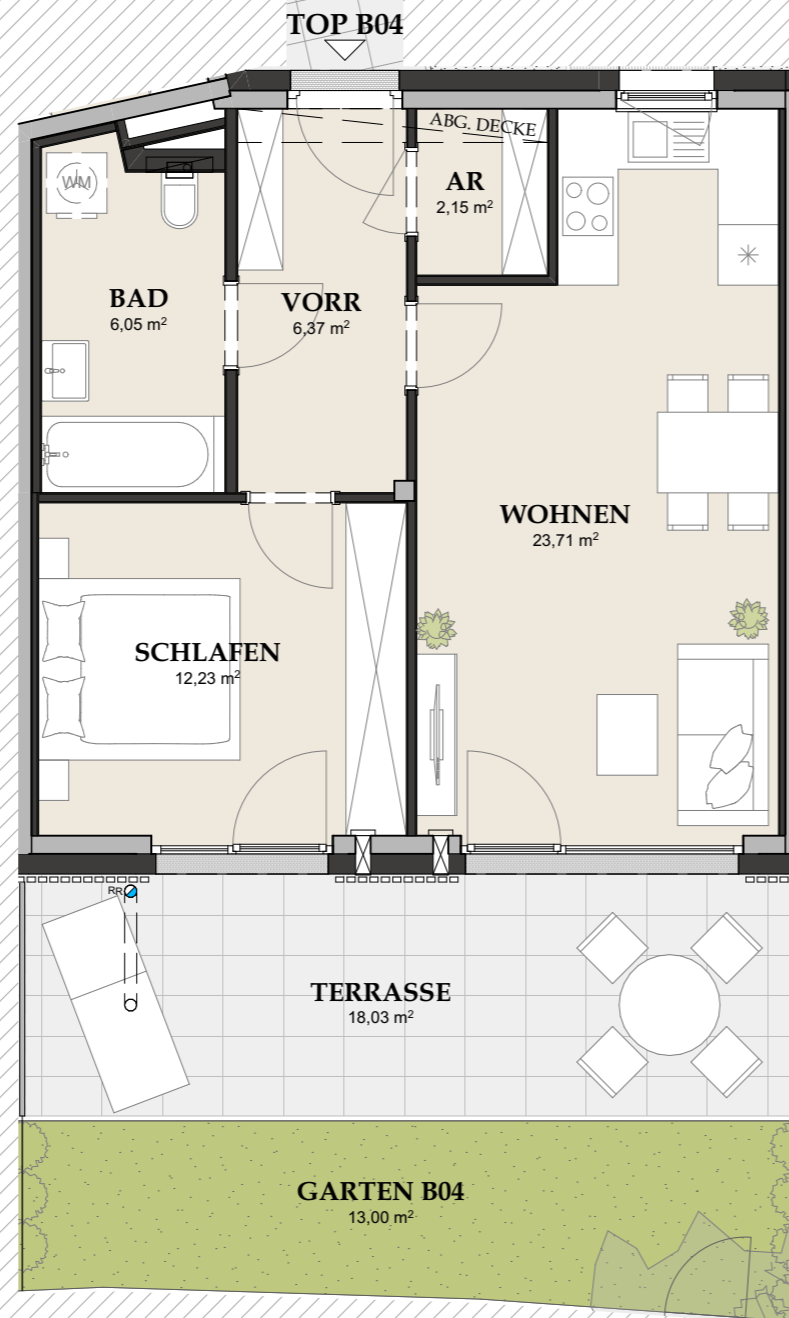 TOP B04
ABG. DECKE
AR
2,15 m²
WM
BAD
6,05 m²
VORR
6,37 m²
WOHNEN
23,71 m²
SCHLAFEN
12,23 m²
RR
TERRASSE
18,03 m²
GARTEN B04
13,00 m²